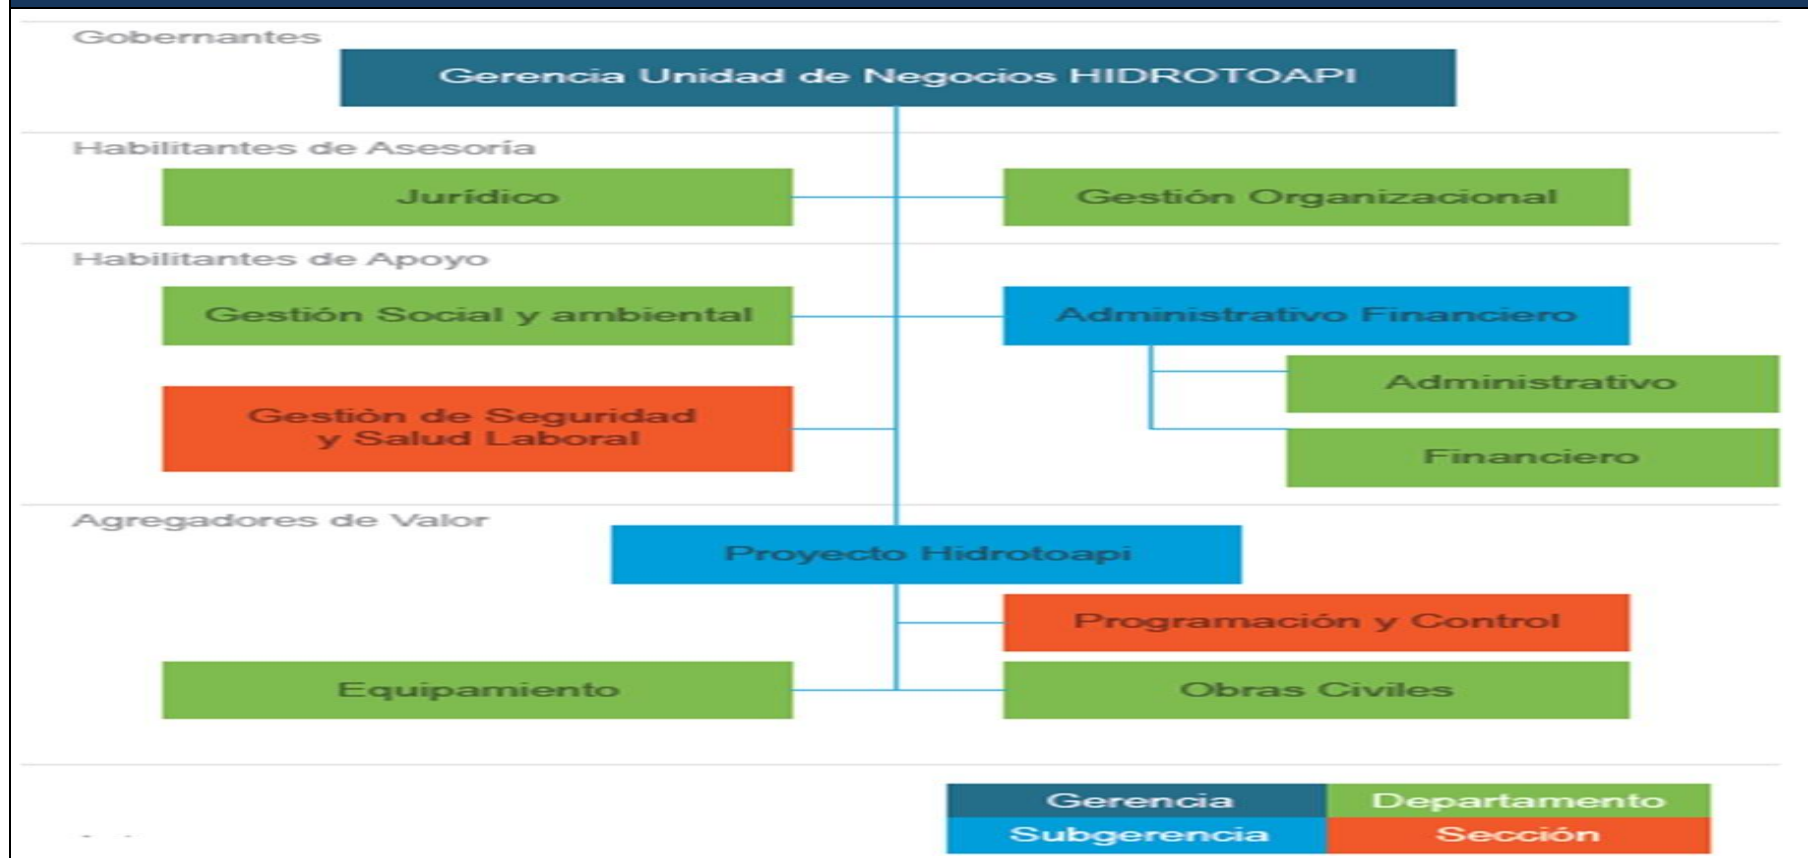 Gobernantes
Gerencia Unidad de Negocios HIDROTOAPI
Habilitantes de Asesoría
Jurídico
Gestión Organizacional
Habilitantes de Apoyo
Gestión Social y ambiental
Administrativo Financiero
Administrativo
Gestiòn de Seguridad
y Salud Laboral
Financiero
Agregadores de Valor
Proyecto Hidrotoapi
Programación y Control
Equipamiento
Obras Civiles
Gerencia
Departamento
Subgerencia
Sección